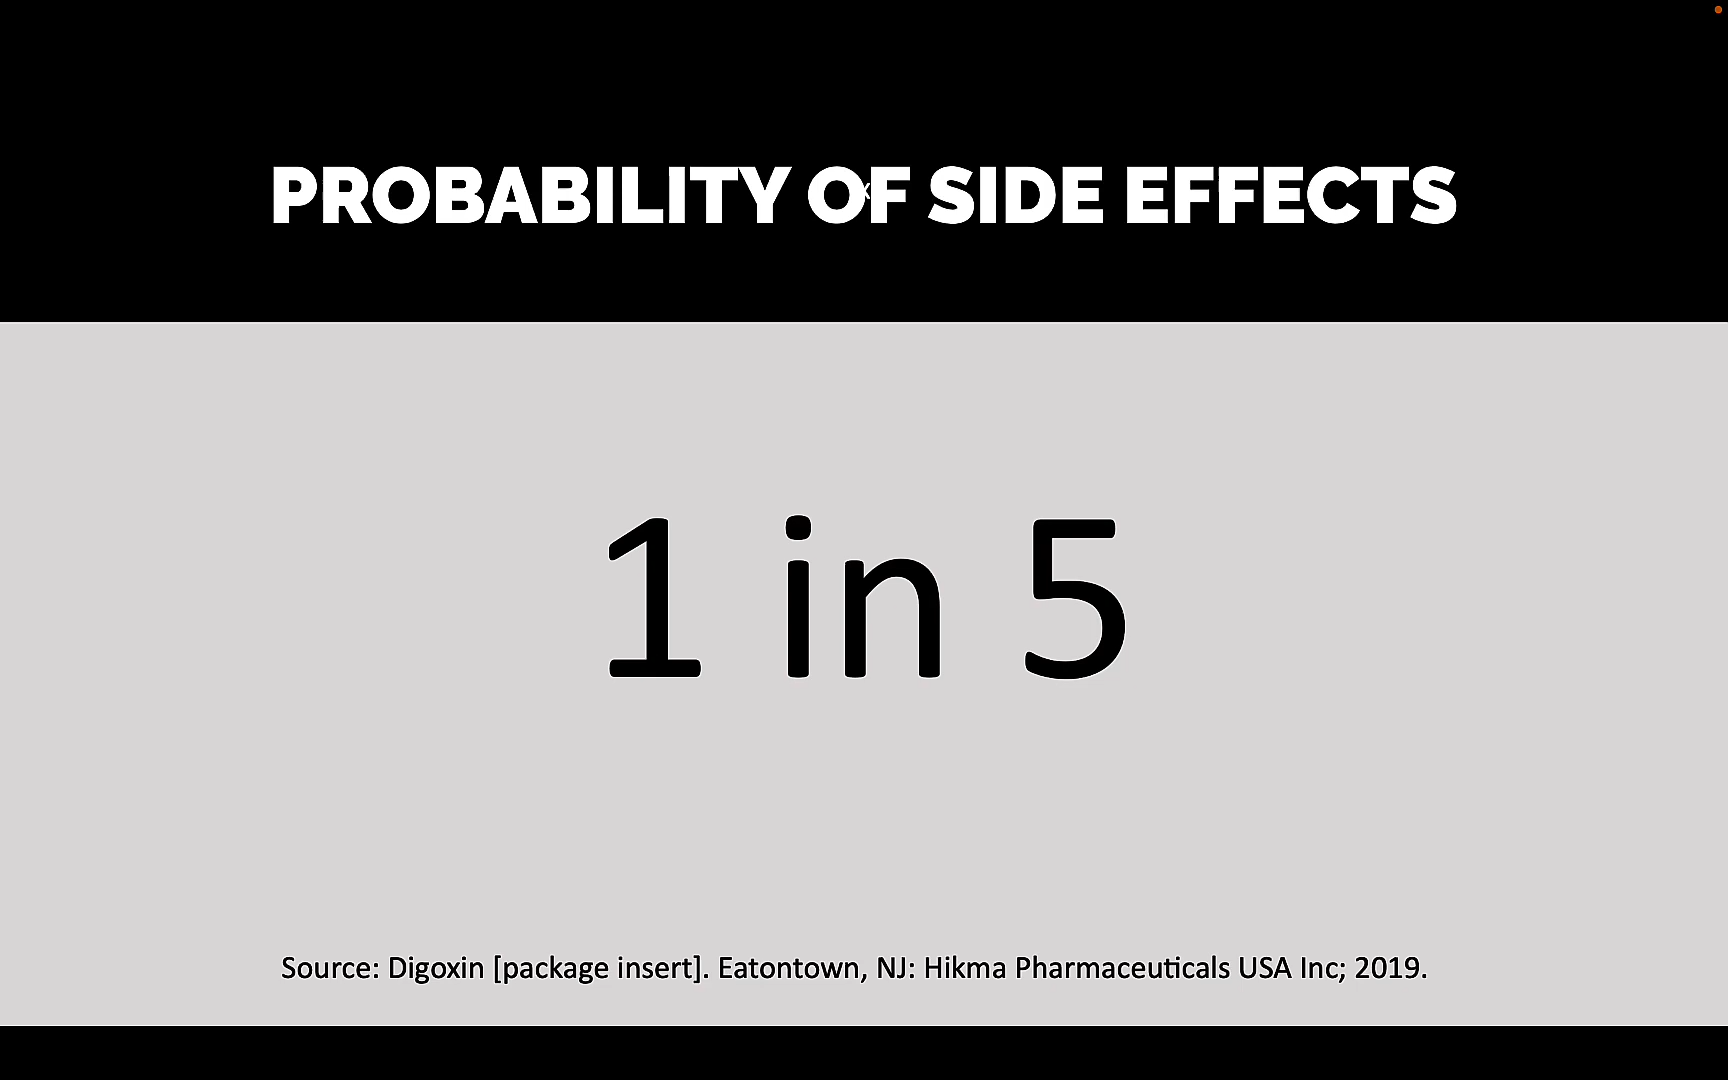 PROBABILITY OF SIDE EFFECTS
1 in 5
Source: Digoxin [package insert]. Eatontown, NJ: Hikma Pharmaceuticals USA Inc; 2019.